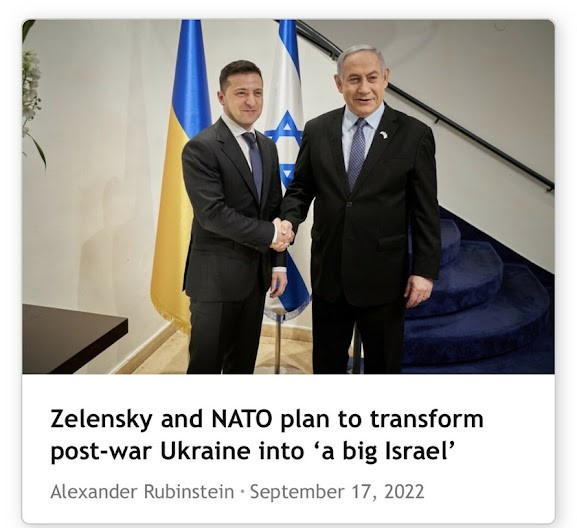 Zelensky and NATO plan to transform
post-war Ukraine into ‘a big Israel’
Alexander Rubinstein · September 17, 2022